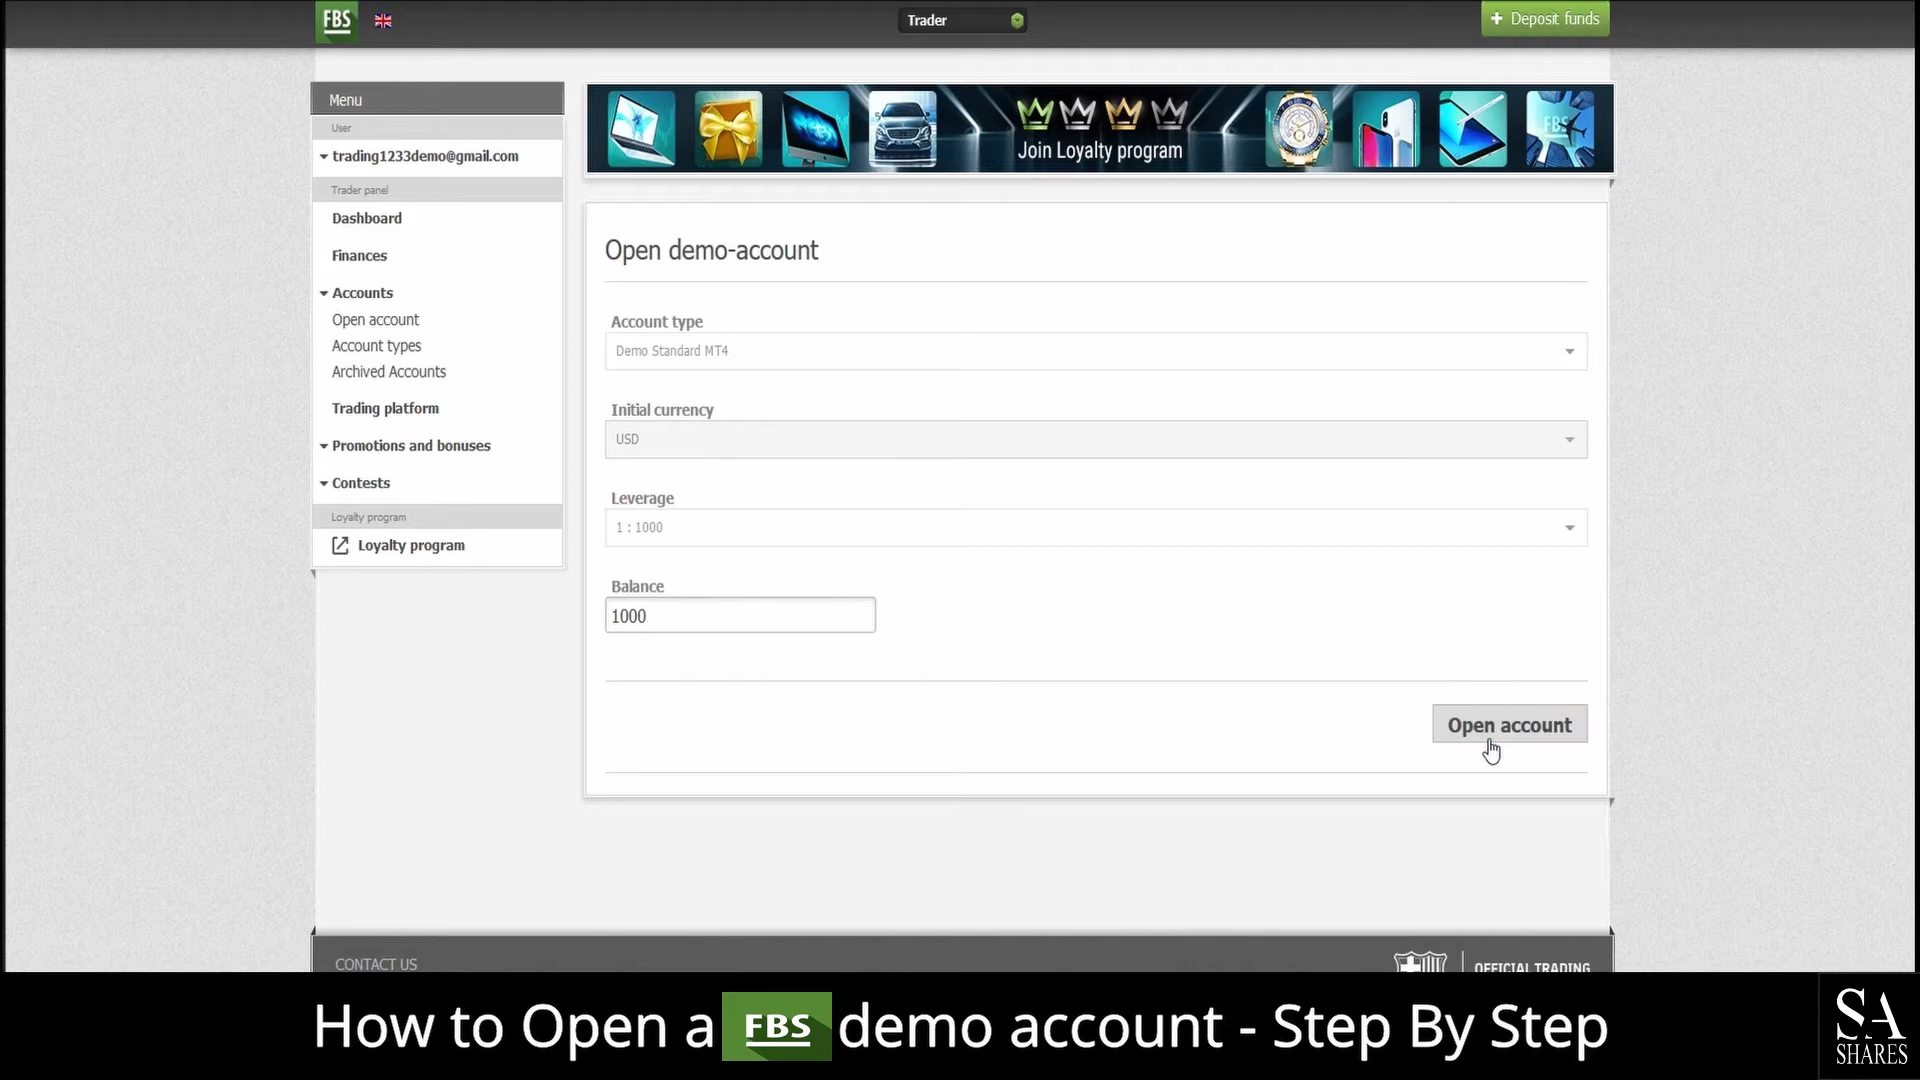 FBS
Trader
+ Deposit funds
Menu
User
trading1233demo@gmail.com
Trader panel
Dashboard
Finances
Accounts
Open account
Account types
Archived Accounts
Trading platform
Promotions and bonuses
Contests
Loyalty program
Loyalty program
Join Loyalty program
FBS
Open demo-account
Account type
Demo Standard MT4
Initial currency
USD
Leverage
1 : 1000
Balance
1000
Open account
CONTACT US
OFFICIAL TRADING
How to Open a FBS demo account - Step By Step
SA
SHARES